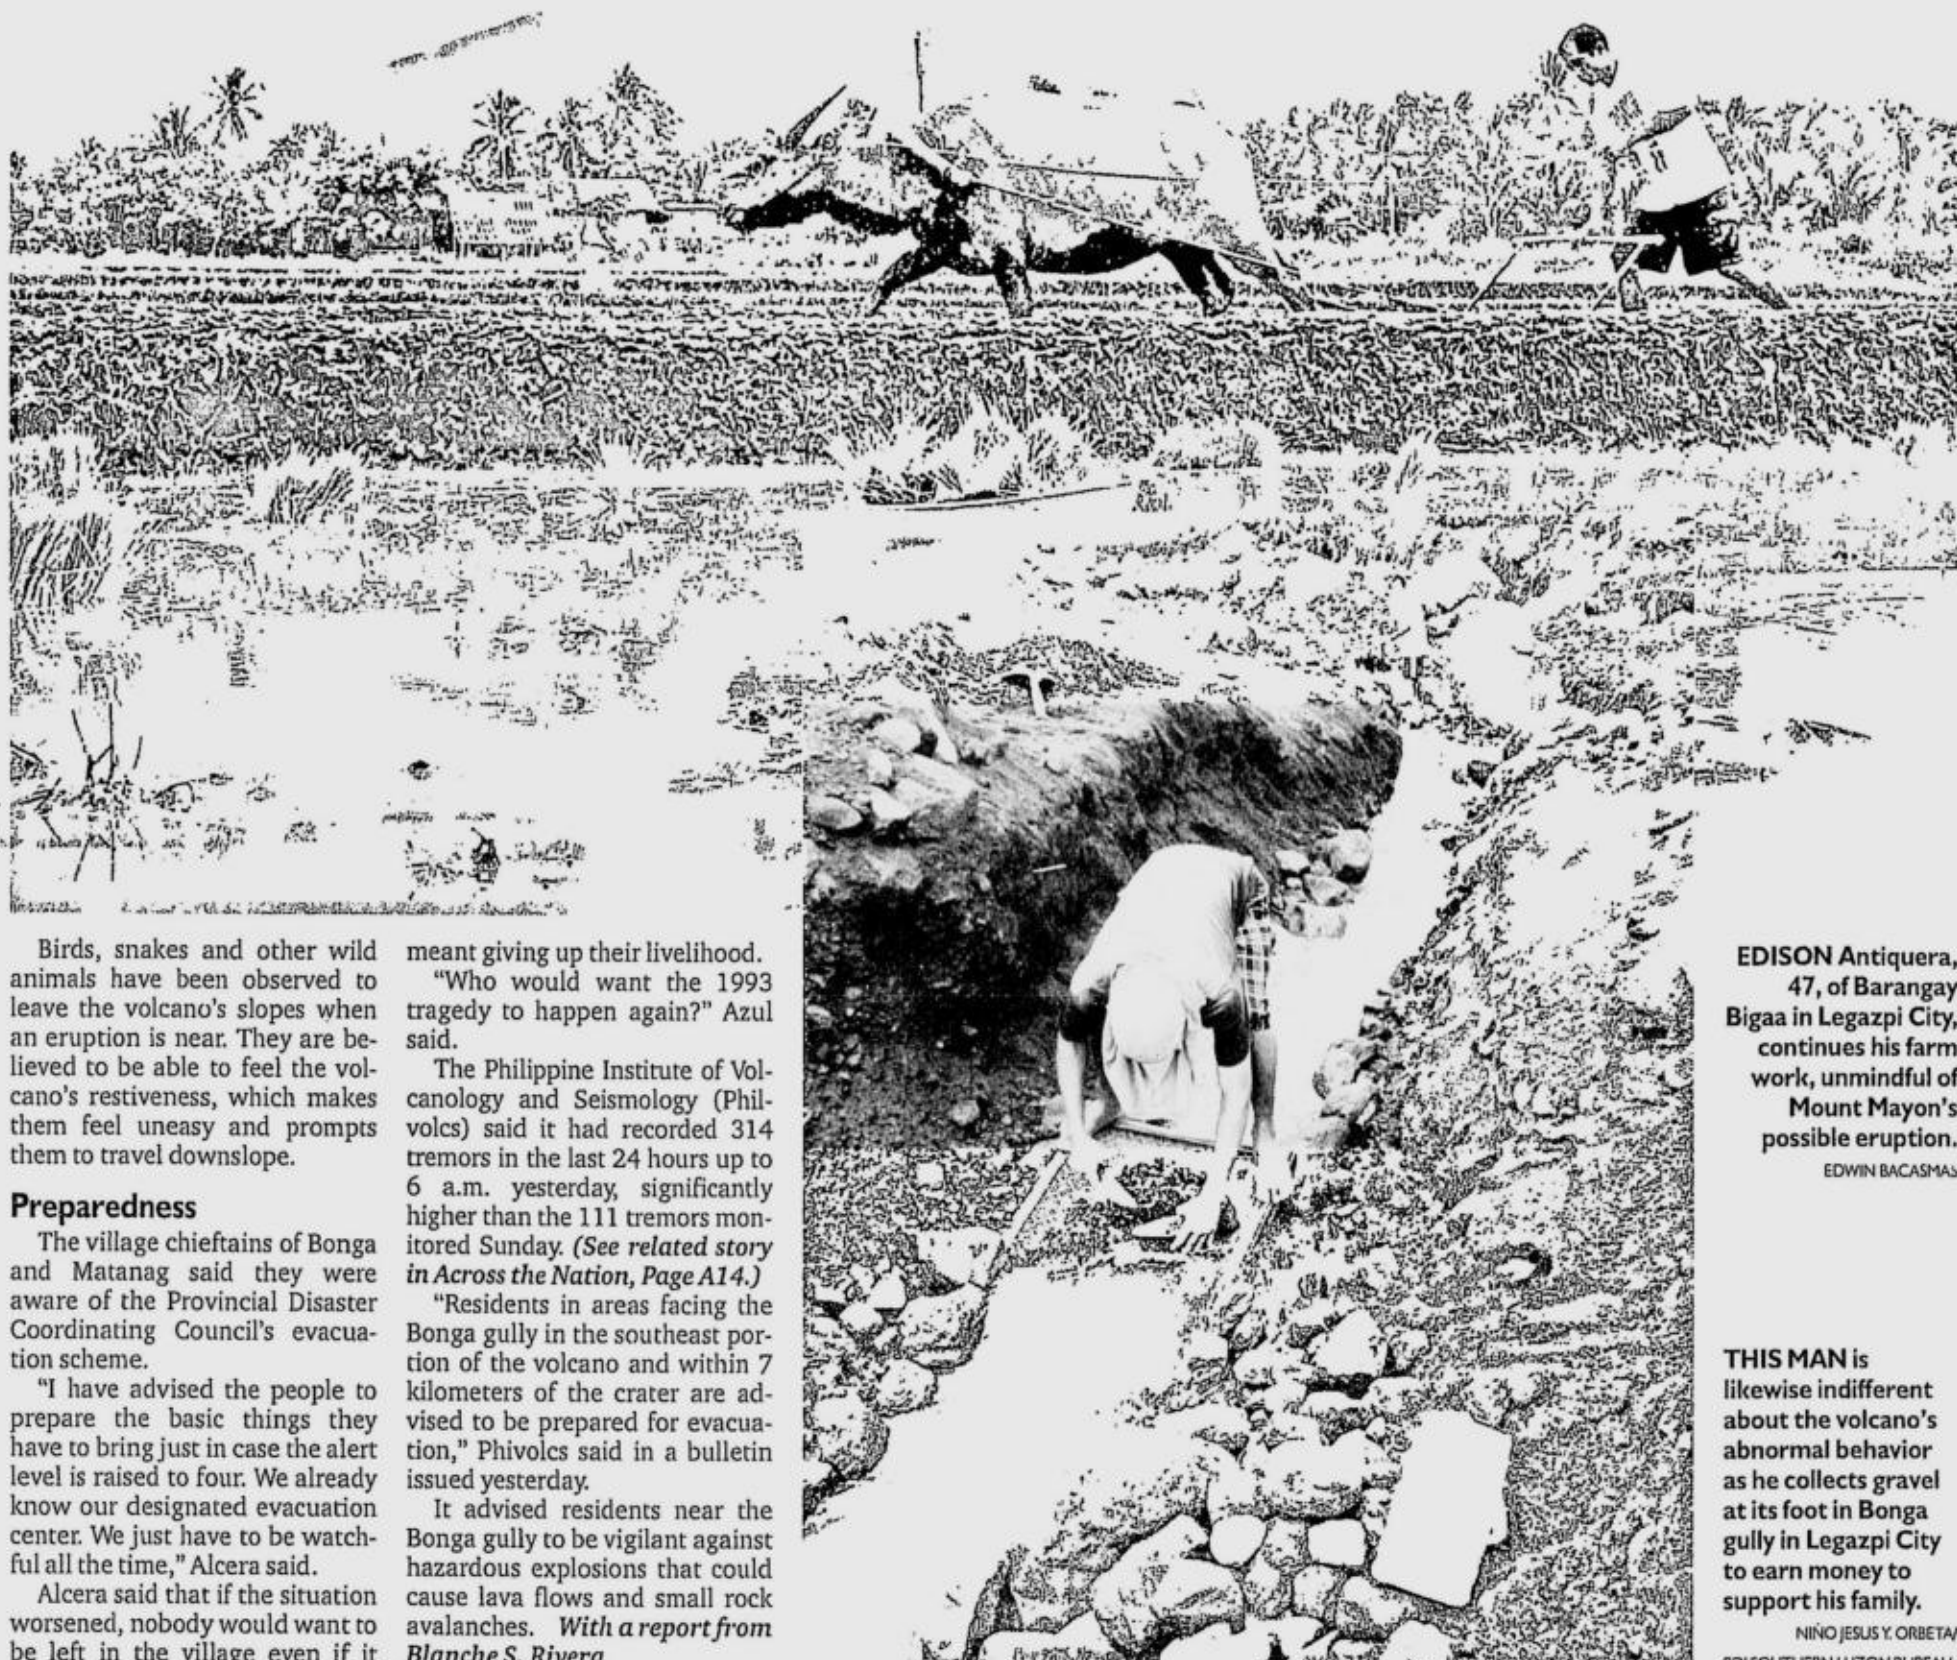 Birds, snakes and other wild
animals have been observed to
leave the volcano's slopes when
an eruption is near. They are be-
lieved to be able to feel the vol-
cano's restiveness, which makes
them feel uneasy and prompts
them to travel downslope.
Preparedness
The village chieftains of Bonga
and Matanag said they were
aware of the Provincial Disaster
Coordinating Council's evacua-
tion scheme.
"I have advised the people to
prepare the basic things they
have to bring just in case the alert
level is raised to four. We already
know our designated evacuation
center. We just have to be watch-
ful all the time," Alcera said.
Alcera said that if the situation
worsened, nobody would want to
be left in the village even if it
meant giving up their livelihood.
"Who would want the 1993
tragedy to happen again?" Azul
said.
The Philippine Institute of Vol-
canology and Seismology (Phil-
volcs) said it had recorded 314
tremors in the last 24 hours up to
6 a.m. yesterday, significantly
higher than the 111 tremors mon-
itored Sunday. (See related story
in Across the Nation, Page A14.)
"Residents in areas facing the
Bonga gully in the southeast por-
tion of the volcano and within 7
kilometers of the crater are ad-
vised to be prepared for evacua-
tion," Phivolcs said in a bulletin
issued yesterday.
It advised residents near the
Bonga gully to be vigilant against
hazardous explosions that could
cause lava flows and small rock
avalanches. With a report from
Blanche S. Rivera
EDISON Antiquera,
47, of Barangay
Bigaa in Legazpi City,
continues his farm
work, unmindful of
Mount Mayon's
possible eruption.
EDWIN BACASMAS
THIS MAN is
likewise indifferent
about the volcano's
abnormal behavior
as he collects gravel
at its foot in Bonga
gully in Legazpi City
to earn money to
support his family.
NIÑO JESUS Y. ORBETA/